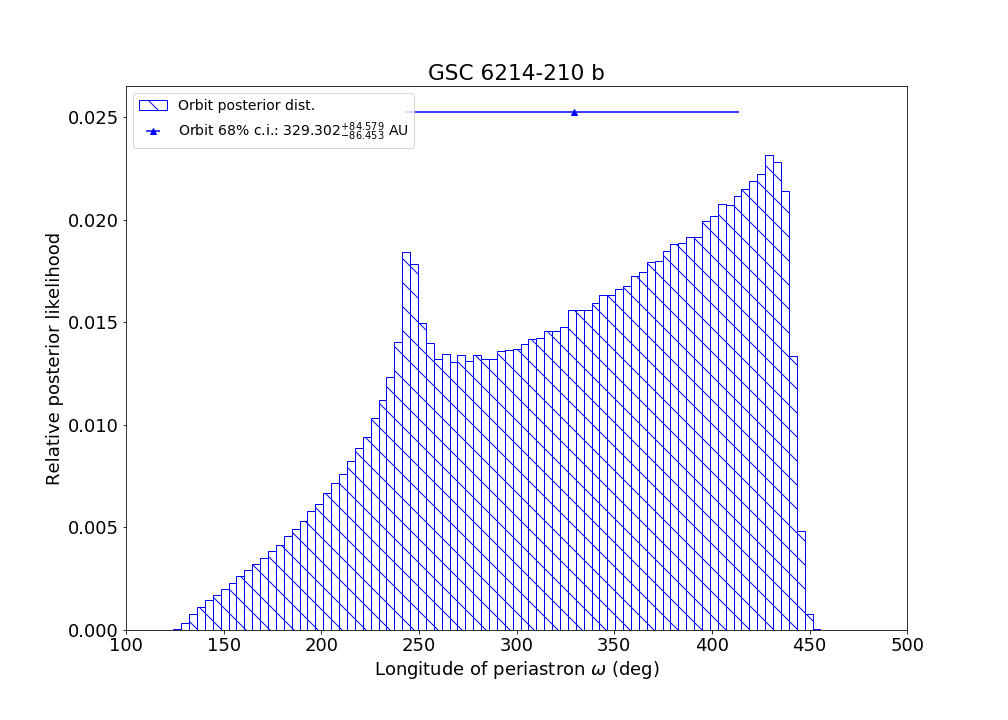 GSC 6214-210 b
Orbit posterior dist.
Orbit 68% c.i.: 329.302+84.579−86.453 AU
0.025
0.020
0.015
0.010
0.005
0.000
Relative posterior likelihood
100 150 200 250 300 350 400 450 500
Longitude of periastron ω (deg)